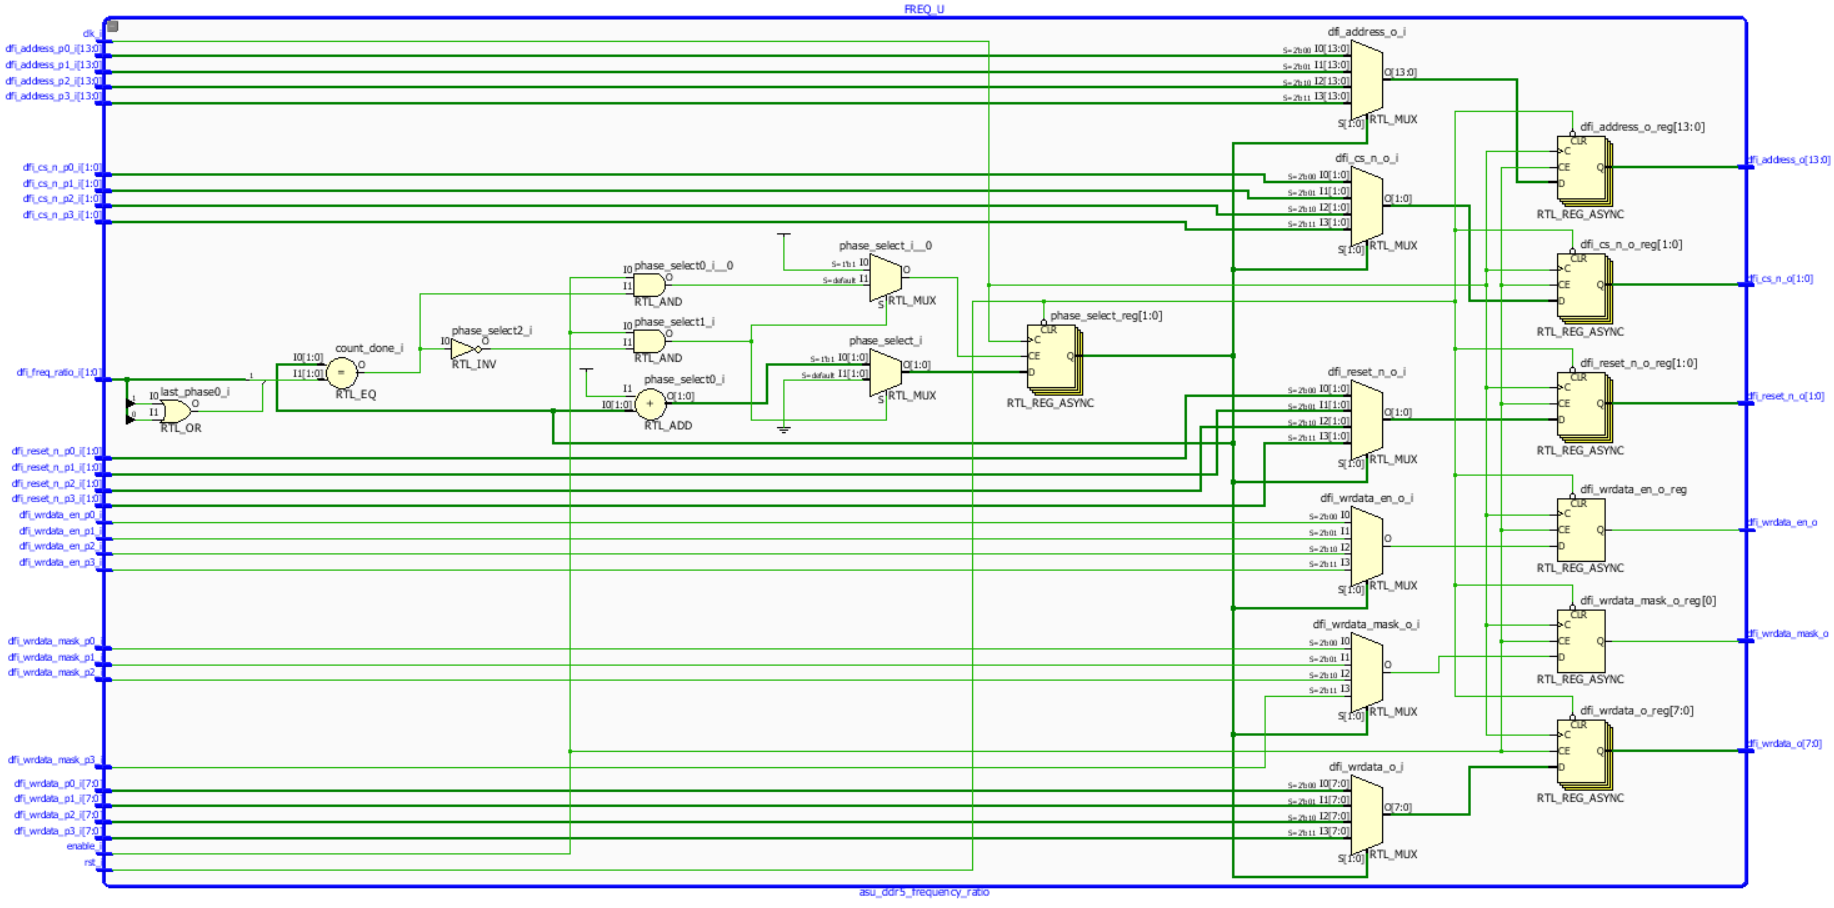 FREQ_U
clk_i
dfi_address_p0_i[13:0]
dfi_address_p1_i[13:0]
dfi_address_p2_i[13:0]
dfi_address_p3_i[13:0]
dfi_cs_n_p0_i[1:0]
dfi_cs_n_p1_i[1:0]
dfi_cs_n_p2_i[1:0]
dfi_cs_n_p3_i[1:0]
dfi_freq_ratio_i[1:0]
dfi_reset_n_p0_i[1:0]
dfi_reset_n_p1_i[1:0]
dfi_reset_n_p2_i[1:0]
dfi_reset_n_p3_i[1:0]
dfi_wrdata_en_p0_i
dfi_wrdata_en_p1_i
dfi_wrdata_en_p2_i
dfi_wrdata_en_p3_i
dfi_wrdata_mask_p0_i
dfi_wrdata_mask_p1
dfi_wrdata_mask_p2
dfi_wrdata_mask_p3_i
dfi_wrdata_p0_i[7:0]
dfi_wrdata_p1_i[7:0]
dfi_wrdata_p2_i[7:0]
dfi_wrdata_p3_i[7:0]
enable_i
rst_i
last_phase0_i
1 I0
0 I1
O
RTL_OR
1
count_done_i
I0[1:0]
I1[1:0]
=
O
RTL_EQ
phase_select2_i
I0
O
RTL_INV
phase_select0_i__0
I0
I1
O
RTL_AND
phase_select1_i
I0
I1
O
RTL_AND
phase_select0_i
I1
I0[1:0]
+
O[1:0]
RTL_ADD
phase_select_i__0
S=1'b1 I0
S=default I1
O
S
RTL_MUX
phase_select_i
S=1'b1 I0[1:0]
S=default I1[1:0]
O[1:0]
S
RTL_MUX
phase_select_reg[1:0]
CLR
C
CE
Q
D
RTL_REG_ASYNC
dfi_address_o_i
S=2'b00 I0[13:0]
S=2'b01 I1[13:0]
S=2'b10 I2[13:0]
S=2'b11 I3[13:0]
O[13:0]
S[1:0]
RTL_MUX
dfi_cs_n_o_i
S=2'b00 I0[1:0]
S=2'b01 I1[1:0]
S=2'b10 I2[1:0]
S=2'b11 I3[1:0]
O[1:0]
S[1:0]
RTL_MUX
dfi_reset_n_o_i
S=2'b00 I0[1:0]
S=2'b01 I1[1:0]
S=2'b10 I2[1:0]
S=2'b11 I3[1:0]
O[1:0]
S[1:0]
RTL_MUX
dfi_wrdata_en_o_i
S=2'b00 I0
S=2'b01 I1
S=2'b10 I2
S=2'b11 I3
O
S[1:0]
RTL_MUX
dfi_wrdata_mask_o_i
S=2'b00 I0
S=2'b01 I1
S=2'b10 I2
S=2'b11 I3
O
S[1:0]
RTL_MUX
dfi_wrdata_o_i
S=2'b00 I0[7:0]
S=2'b01 I1[7:0]
S=2'b10 I2[7:0]
S=2'b11 I3[7:0]
O[7:0]
S[1:0]
RTL_MUX
dfi_address_o_reg[13:0]
CLR
C
CE
Q
D
RTL_REG_ASYNC
dfi_cs_n_o_reg[1:0]
CLR
C
CE
Q
D
RTL_REG_ASYNC
dfi_reset_n_o_reg[1:0]
CLR
C
CE
Q
D
RTL_REG_ASYNC
dfi_wrdata_en_o_reg
CLR
C
CE
Q
D
RTL_REG_ASYNC
dfi_wrdata_mask_o_reg[0]
CLR
C
CE
Q
D
RTL_REG_ASYNC
dfi_wrdata_o_reg[7:0]
CLR
C
CE
Q
D
RTL_REG_ASYNC
dfi_address_o[13:0]
dfi_cs_n_o[1:0]
dfi_reset_n_o[1:0]
dfi_wrdata_en_o
dfi_wrdata_mask_o
dfi_wrdata_o[7:0]
asu_ddr5_frequency_ratio